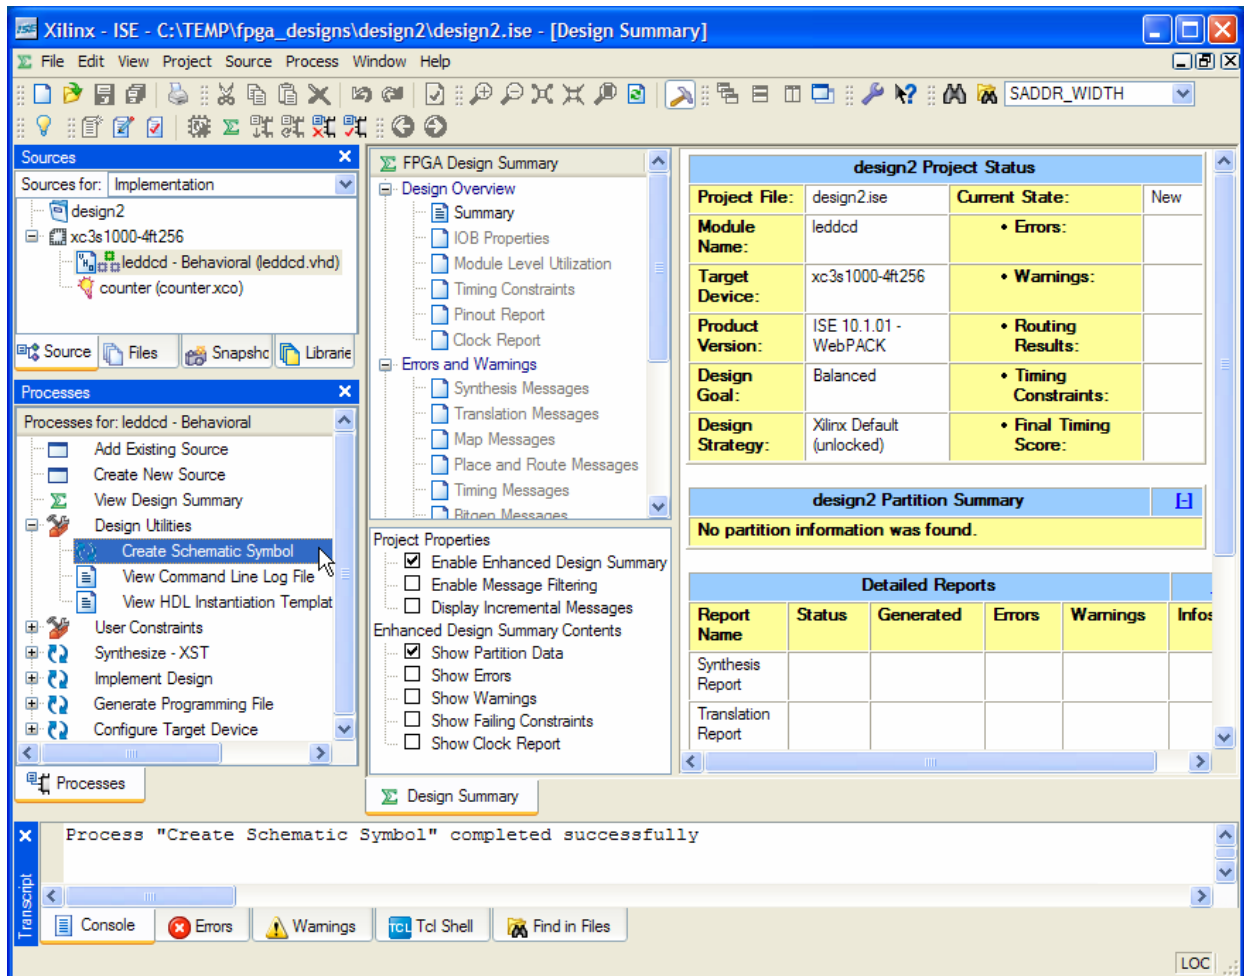 Xilinx - ISE - C:\TEMP\fpga_designs\design2\design2.ise - [Design Summary]
File Edit View Project Source Process Window Help
SADDR_WIDTH
Sources
Sources for: Implementation
design2
xc3s1000-4ft256
leddcd - Behavioral (leddcd.vhd)
counter (counter.xco)
Source Files Snapshc Librarie
Processes
Processes for: leddcd - Behavioral
Add Existing Source
Create New Source
View Design Summary
Design Utilities
Create Schematic Symbol
View Command Line Log File
View HDL Instantiation Templat
User Constraints
Synthesize - XST
Implement Design
Generate Programming File
Configure Target Device
Processes
FPGA Design Summary
Design Overview
Summary
IOB Properties
Module Level Utilization
Timing Constraints
Pinout Report
Clock Report
Errors and Warnings
Synthesis Messages
Translation Messages
Map Messages
Place and Route Messages
Timing Messages
Bitgen Messages
Project Properties
Enable Enhanced Design Summary
Enable Message Filtering
Display Incremental Messages
Enhanced Design Summary Contents
Show Partition Data
Show Errors
Show Warnings
Show Failing Constraints
Show Clock Report
Design Summary
design2 Project Status
Project File: design2.ise Current State: New
Module Name: leddcd • Errors:
Target Device: xc3s1000-4ft256 • Warnings:
Product Version: ISE 10.1.01 - WebPACK • Routing Results:
Design Goal: Balanced • Timing Constraints:
Design Strategy: Xilinx Default (unlocked) • Final Timing Score:
design2 Partition Summary [-]
No partition information was found.
Detailed Reports
Report Name Status Generated Errors Warnings Infos
Synthesis Report
Translation Report
Transcript
Process "Create Schematic Symbol" completed successfully
Console Errors Warnings TCL Tcl Shell Find in Files
LOC